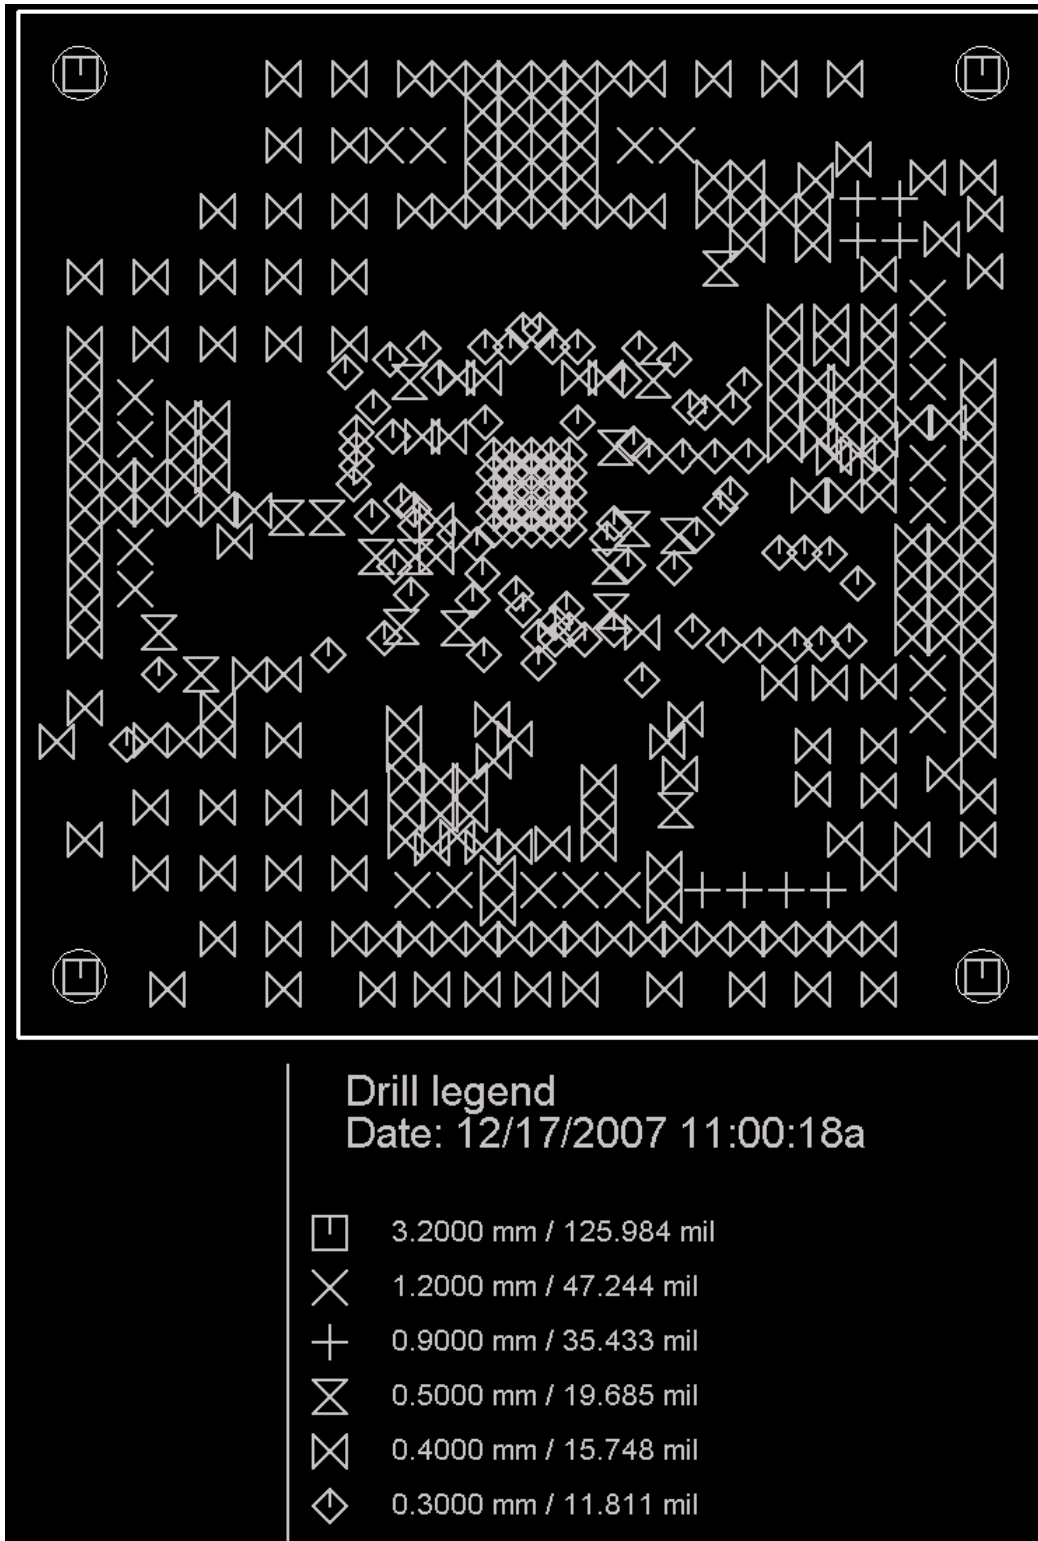 Drill legend
Date: 12/17/2007 11:00:18a
3.2000 mm / 125.984 mil
1.2000 mm / 47.244 mil
0.9000 mm / 35.433 mil
0.5000 mm / 19.685 mil
0.4000 mm / 15.748 mil
0.3000 mm / 11.811 mil